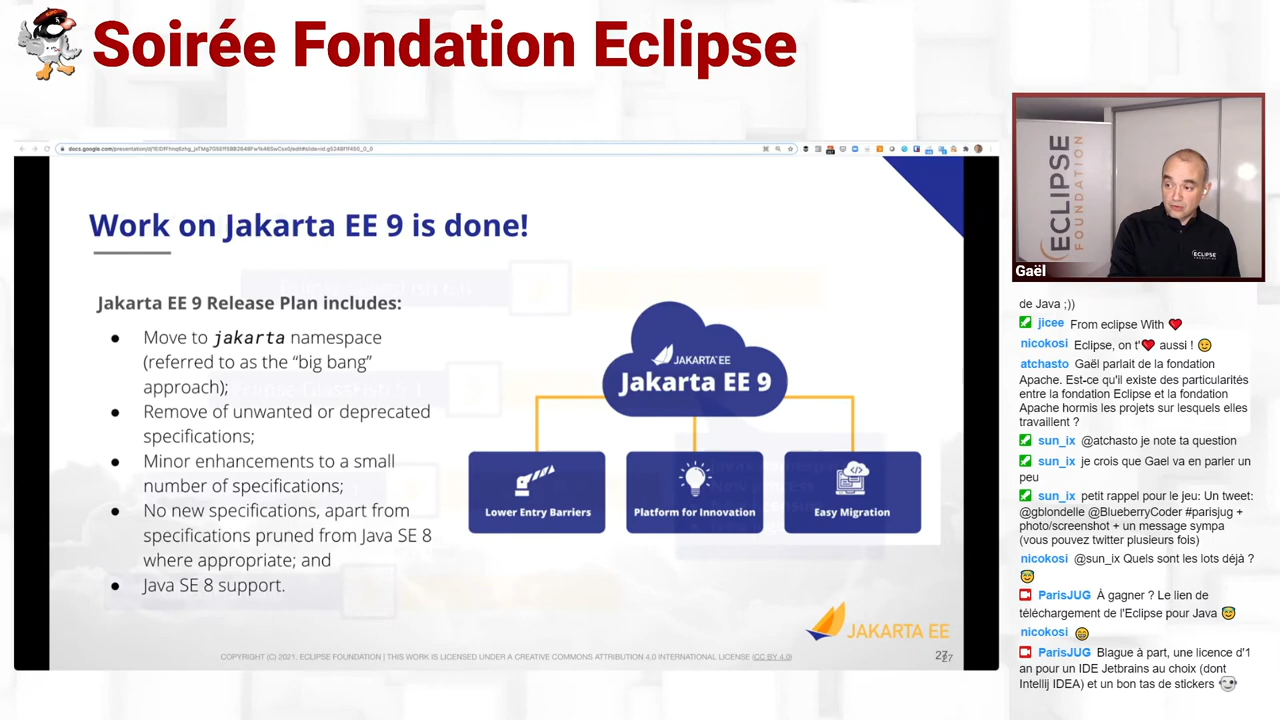 Soirée Fondation Eclipse
Work on Jakarta EE 9 is done!
Jakarta EE 9 Release Plan includes:
● Move to jakarta namespace
(referred to as the “big bang”
approach);
● Remove of unwanted or deprecated
specifications;
● Minor enhancements to a small
number of specifications;
● No new specifications, apart from
specifications pruned from Java SE 8
where appropriate; and
● Java SE 8 support.
JAKARTA EE
Jakarta EE 9
Lower Entry Barriers
Platform for Innovation
Easy Migration
JAKARTA EE
COPYRIGHT (C) 2021, ECLIPSE FOUNDATION | THIS WORK IS LICENSED UNDER A CREATIVE COMMONS ATTRIBUTION 4.0 INTERNATIONAL LICENSE (CC BY 4.0)
27
ECLIPSE
FOUNDATION
ECLIPSE
Gaël
de Java ;))
jicee From eclipse With ❤
nicokosi Eclipse, on t'❤ aussi ! 😉
atchasto Gaël parlait de la fondation
Apache. Est-ce qu'il existe des particularités
entre la fondation Eclipse et la fondation
Apache hormis les projets sur lesquels elles
travaillent ?
sun_ix @atchasto je note ta question
sun_ix je crois que Gael va en parler un
peu
sun_ix petit rappel pour le jeu: Un tweet:
@gblondelle @BlueberryCoder #parisjug +
photo/screenshot + un message sympa
(vous pouvez twitter plusieurs fois)
nicokosi @sun_ix Quels sont les lots déjà ?
😇
ParisJUG À gagner ? Le lien de
téléchargement de l'Eclipse pour Java 😇
nicokosi 😁
ParisJUG Blague à part, une licence d'1
an pour un IDE Jetbrains au choix (dont
Intellij IDEA) et un bon tas de stickers